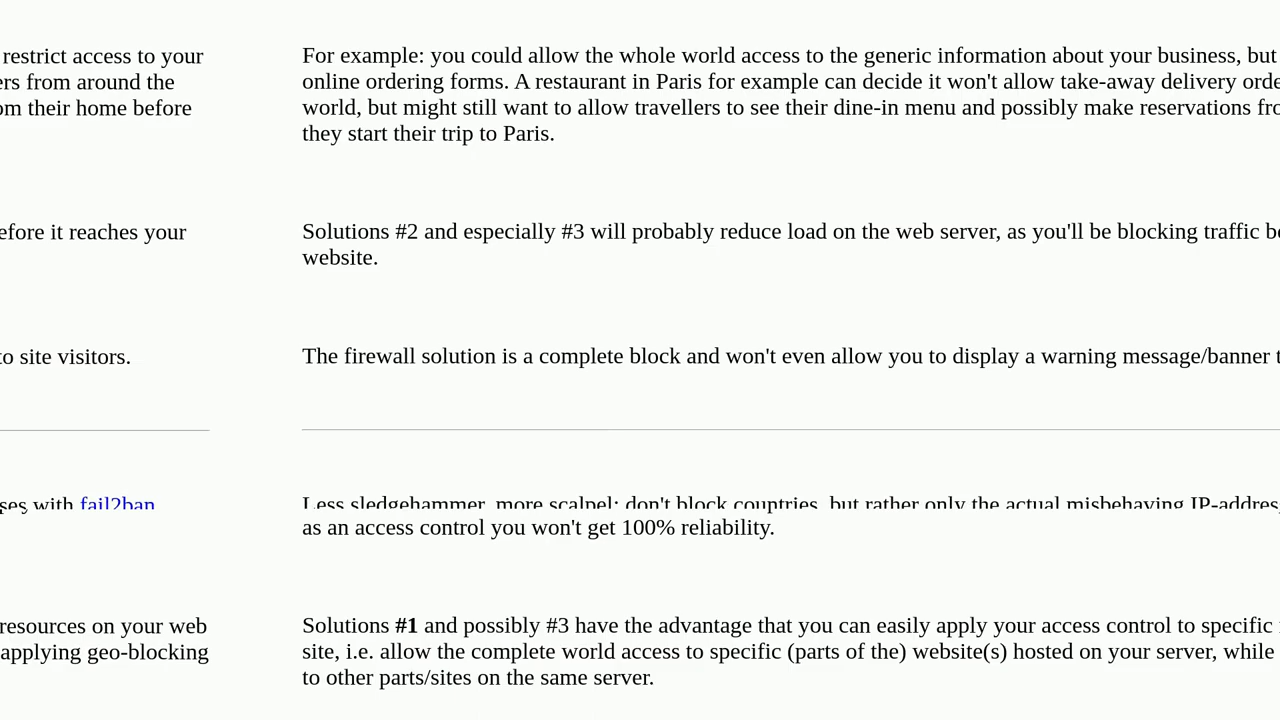 restrict access to your
ers from around the
om their home before
For example: you could allow the whole world access to the generic information about your business, but
online ordering forms. A restaurant in Paris for example can decide it won't allow take-away delivery orde
world, but might still want to allow travellers to see their dine-in menu and possibly make reservations fro
they start their trip to Paris.
efore it reaches your
Solutions #2 and especially #3 will probably reduce load on the web server, as you'll be blocking traffic be
website.
to site visitors.
The firewall solution is a complete block and won't even allow you to display a warning message/banner t
ses with fail2ban
Less sledgehammer, more scalpel: don't block countries, but rather only the actual misbehaving IP-addres
as an access control you won't get 100% reliability.
resources on your web
applying geo-blocking
Solutions #1 and possibly #3 have the advantage that you can easily apply your access control to specific
site, i.e. allow the complete world access to specific (parts of the) website(s) hosted on your server, while
to other parts/sites on the same server.